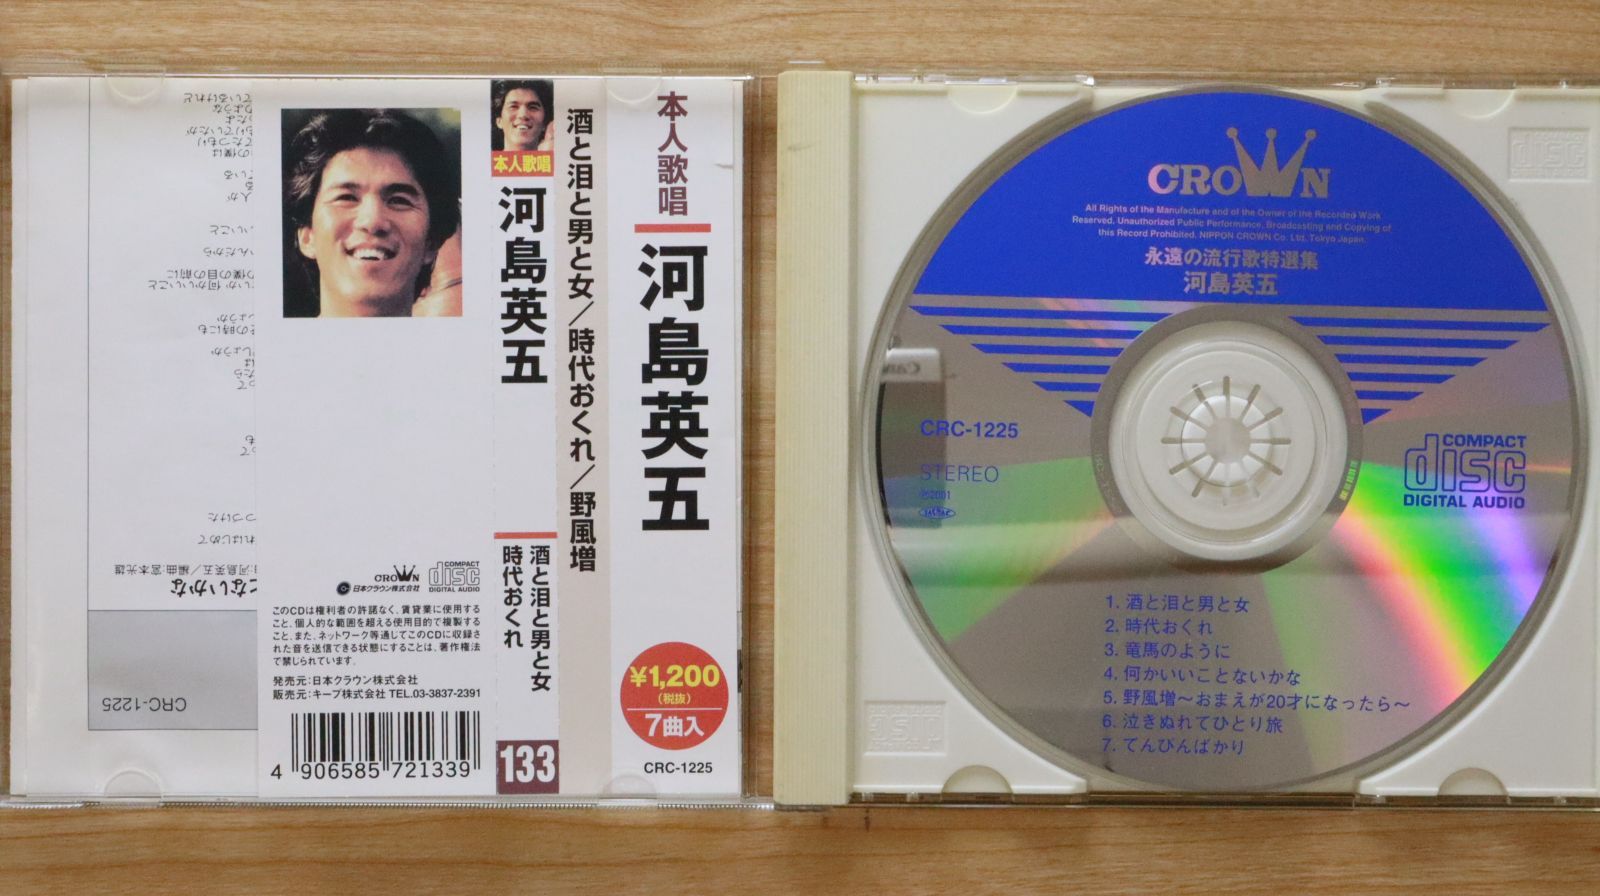 本人歌唱
河島英五
酒と泪と男と女/時代おくれ/野風増
¥1,200
(税抜)
7曲入
CRC-1225
本人歌唱
河島英五
酒と泪と男と女
時代おくれ
133
CROWN
日本クラウン株式会社
COMPACT
disc
DIGITAL AUDIO
このCDは権利者の許諾なく、賃貸業に使用する
こと、個人的な範囲を超える使用目的で複製する
こと、また、ネットワーク等通じてこのCDに収録さ
れた音を送信できる状態にすることは、著作権法
で禁じられています。
発売元:日本クラウン株式会社
販売元:キープ株式会社 TEL.03-3837-2391
4 906585 721339
CRC-1225
CROWN
All Rights of the Manufacture and of the Owner of the Recorded Work
Reserved. Unauthorized Public Performance, Broadcasting and Copying of
this Record Prohibited. NIPPON CROWN Co. Ltd. Tokyo Japan.
永遠の流行歌特選集
河島英五
CRC-1225
STEREO
℗2001
JASRAC
COMPACT
disc
DIGITAL AUDIO
1. 酒と泪と男と女
2. 時代おくれ
3. 竜馬のように
4. 何かいいことないかな
5. 野風増〜おまえが20才になったら〜
6. 泣きぬれてひとり旅
7. てんびんばかり